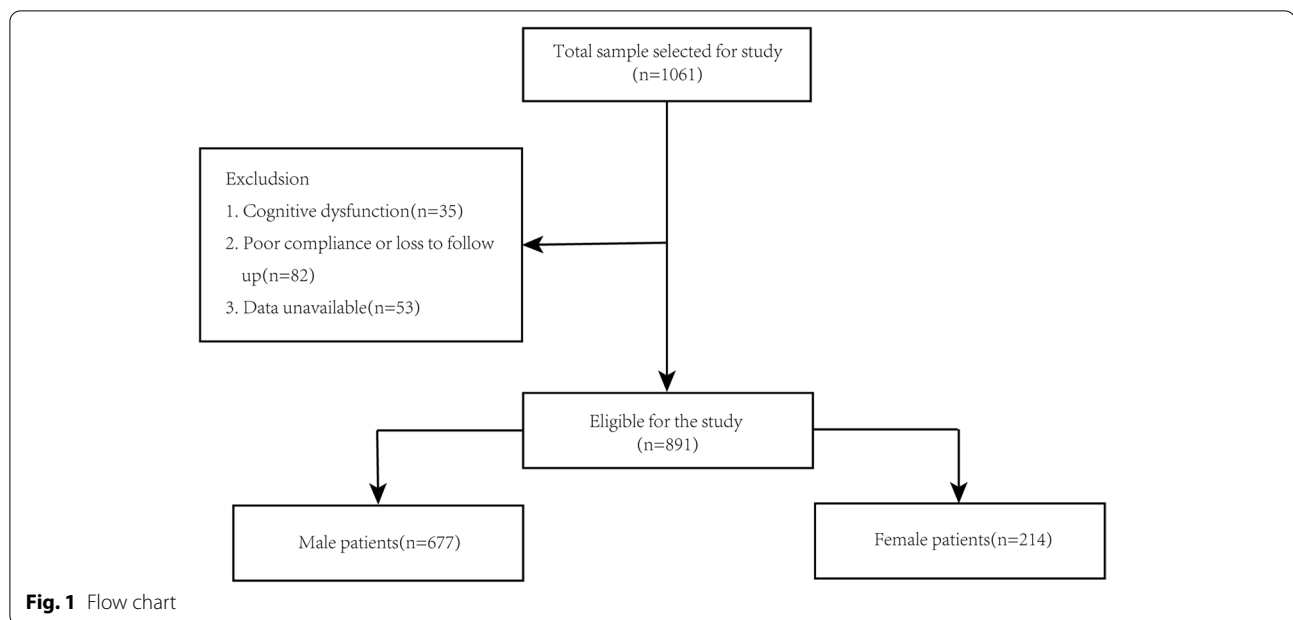 Total sample selected for study
(n=1061)
Excludsion
1. Cognitive dysfunction(n=35)
2. Poor compliance or loss to follow
up(n=82)
3. Data unavailable(n=53)
Eligible for the study
(n=891)
Male patients(n=677)
Female patients(n=214)
Fig. 1 Flow chart